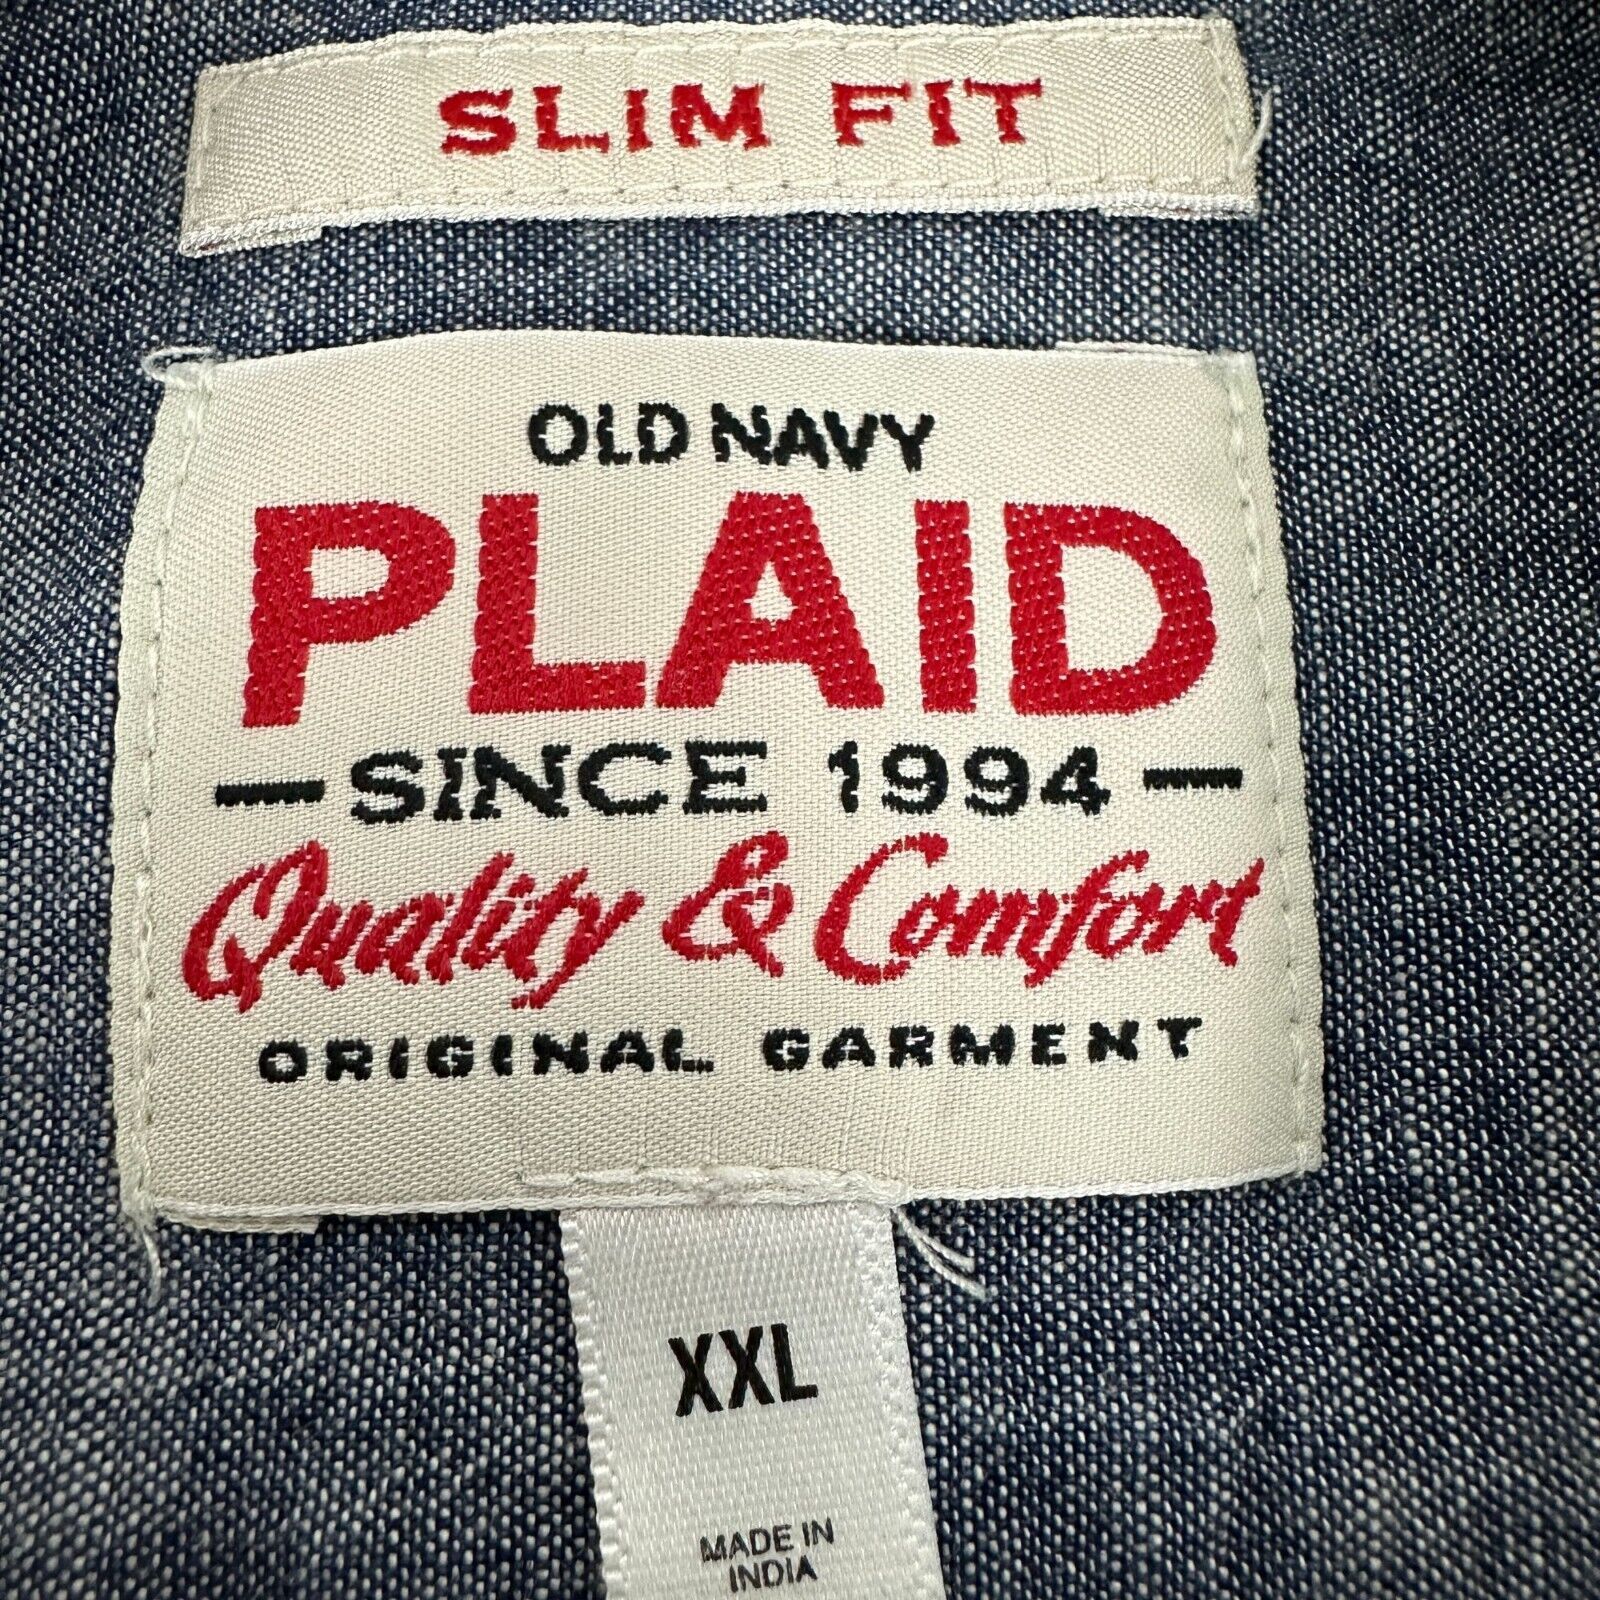 SLIM FIT
OLD NAVY
PLAID
- SINCE 1994 -
Quality & Comfort
ORIGINAL GARMENT
XXL
MADE IN
INDIA